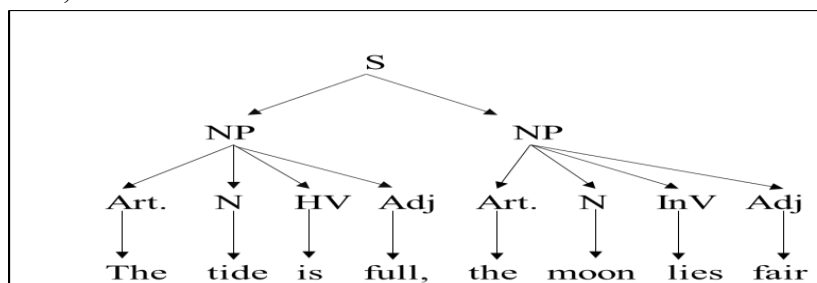 S
NP NP
Art. N HV Adj Art. N InV Adj
The tide is full, the moon lies fair